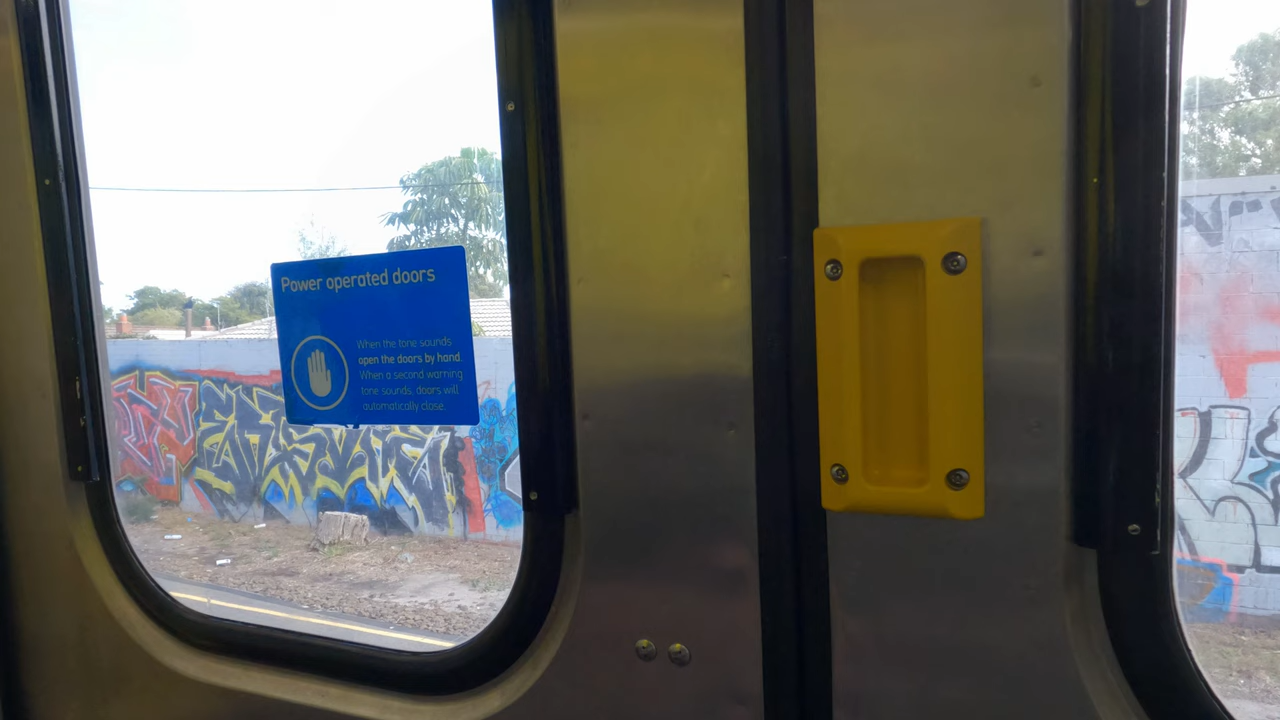 Power operated doors
When the tone sounds
open the doors by hand.
When a second warning
tone sounds, doors will
automatically close.